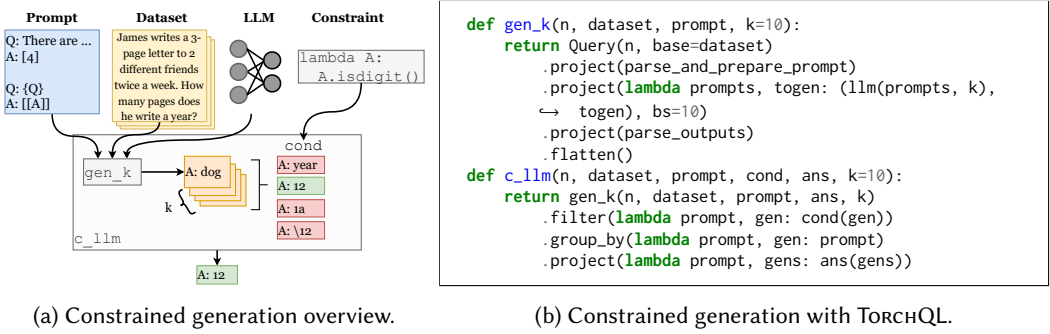 Prompt
Dataset
LLM
Constraint
Q: There are ...
A: [4]
Q: {Q}
A: [[A]]
James writes a 3-
page letter to 2
different friends
twice a week. How
many pages does
he write a year?
lambda A:
A.isdigit()
gen_k
A: dog
k
cond
A: year
A: 12
A: 1a
A: \12
c_llm
A: 12
(a) Constrained generation overview.
def gen_k(n, dataset, prompt, k=10):
return Query(n, base=dataset)
.project(parse_and_prepare_prompt)
.project(lambda prompts, togen: (llm(prompts, k),
↪ togen), bs=10)
.project(parse_outputs)
.flatten()
def c_llm(n, dataset, prompt, cond, ans, k=10):
return gen_k(n, dataset, prompt, ans, k)
.filter(lambda prompt, gen: cond(gen))
.group_by(lambda prompt, gen: prompt)
.project(lambda prompt, gens: ans(gens))
(b) Constrained generation with TorchQL.